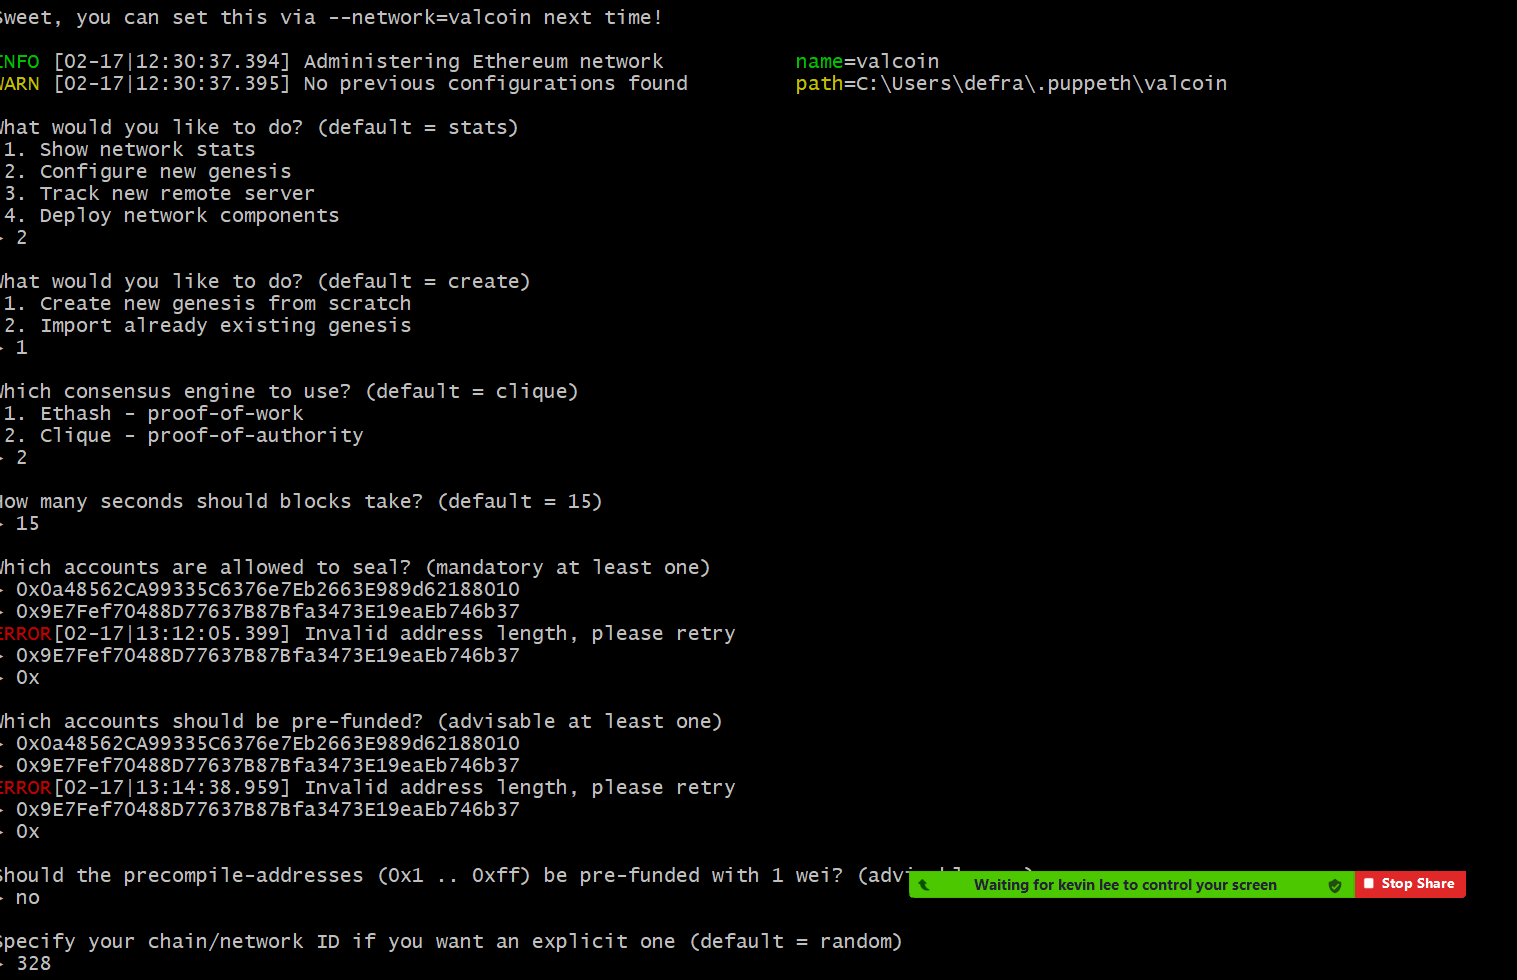 Sweet, you can set this via --network=valcoin next time!
INFO [02-17|12:30:37.394] Administering Ethereum network name=valcoin
WARN [02-17|12:30:37.395] No previous configurations found path=C:\Users\defra\.puppeth\valcoin
What would you like to do? (default = stats)
1. Show network stats
2. Configure new genesis
3. Track new remote server
4. Deploy network components
> 2
What would you like to do? (default = create)
1. Create new genesis from scratch
2. Import already existing genesis
> 1
Which consensus engine to use? (default = clique)
1. Ethash - proof-of-work
2. Clique - proof-of-authority
> 2
How many seconds should blocks take? (default = 15)
> 15
Which accounts are allowed to seal? (mandatory at least one)
> 0x0a48562CA99335C6376e7Eb2663E989d62188010
> 0x9E7Fef70488D77637B87Bfa3473E19eaEb746b37
ERROR[02-17|13:12:05.399] Invalid address length, please retry
> 0x9E7Fef70488D77637B87Bfa3473E19eaEb746b37
> 0x
Which accounts should be pre-funded? (advisable at least one)
> 0x0a48562CA99335C6376e7Eb2663E989d62188010
> 0x9E7Fef70488D77637B87Bfa3473E19eaEb746b37
ERROR[02-17|13:14:38.959] Invalid address length, please retry
> 0x9E7Fef70488D77637B87Bfa3473E19eaEb746b37
> 0x
Should the precompile-addresses (0x1 .. 0xff) be pre-funded with 1 wei?
Waiting for kevin lee to control your screen
Stop Share
> no
Specify your chain/network ID if you want an explicit one (default = random)
> 328